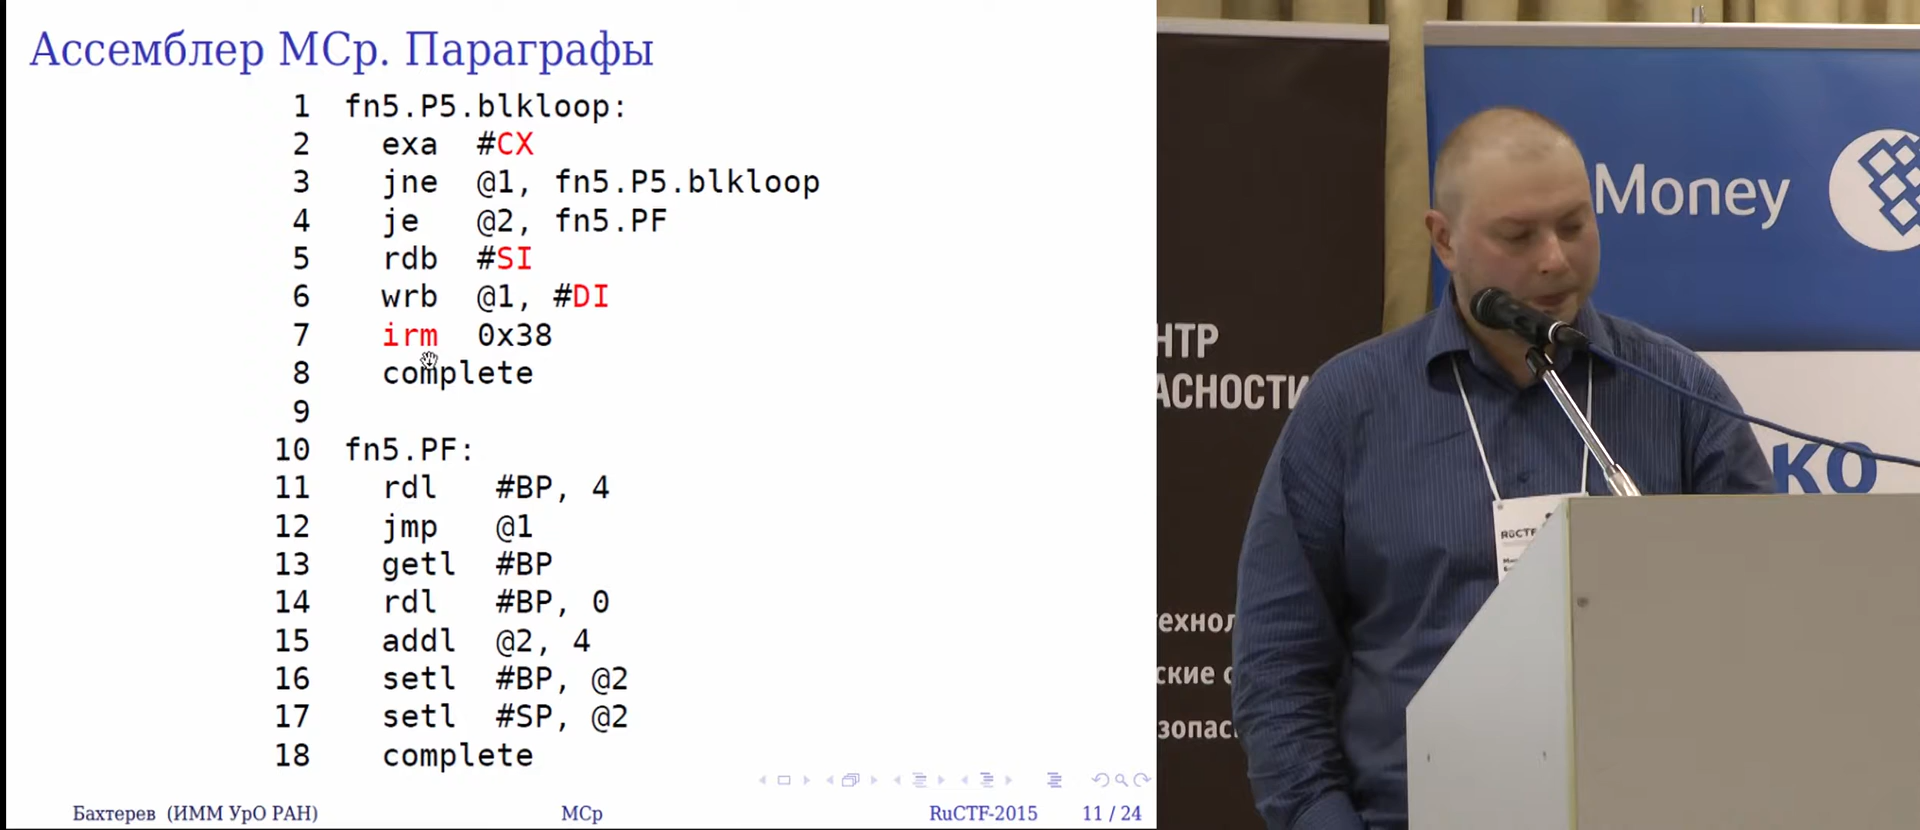 Ассемблер МСр. Параграфы
1 fn5.P5.blkloop:
2 exa #CX
3 jne @1, fn5.P5.blkloop
4 je @2, fn5.PF
5 rdb #SI
6 wrb @1, #DI
7 irm 0x38
8 complete
9
10 fn5.PF:
11 rdl #BP, 4
12 jmp @1
13 getl #BP
14 rdl #BP, 0
15 addl @2, 4
16 setl #BP, @2
17 setl #SP, @2
18 complete
Бахтерев (ИММ УрО РАН) МСр RuCTF-2015 11 / 24
Money
НТР
АСНОСТИ
ко
RUCTF
ехнол
ские с
зопас